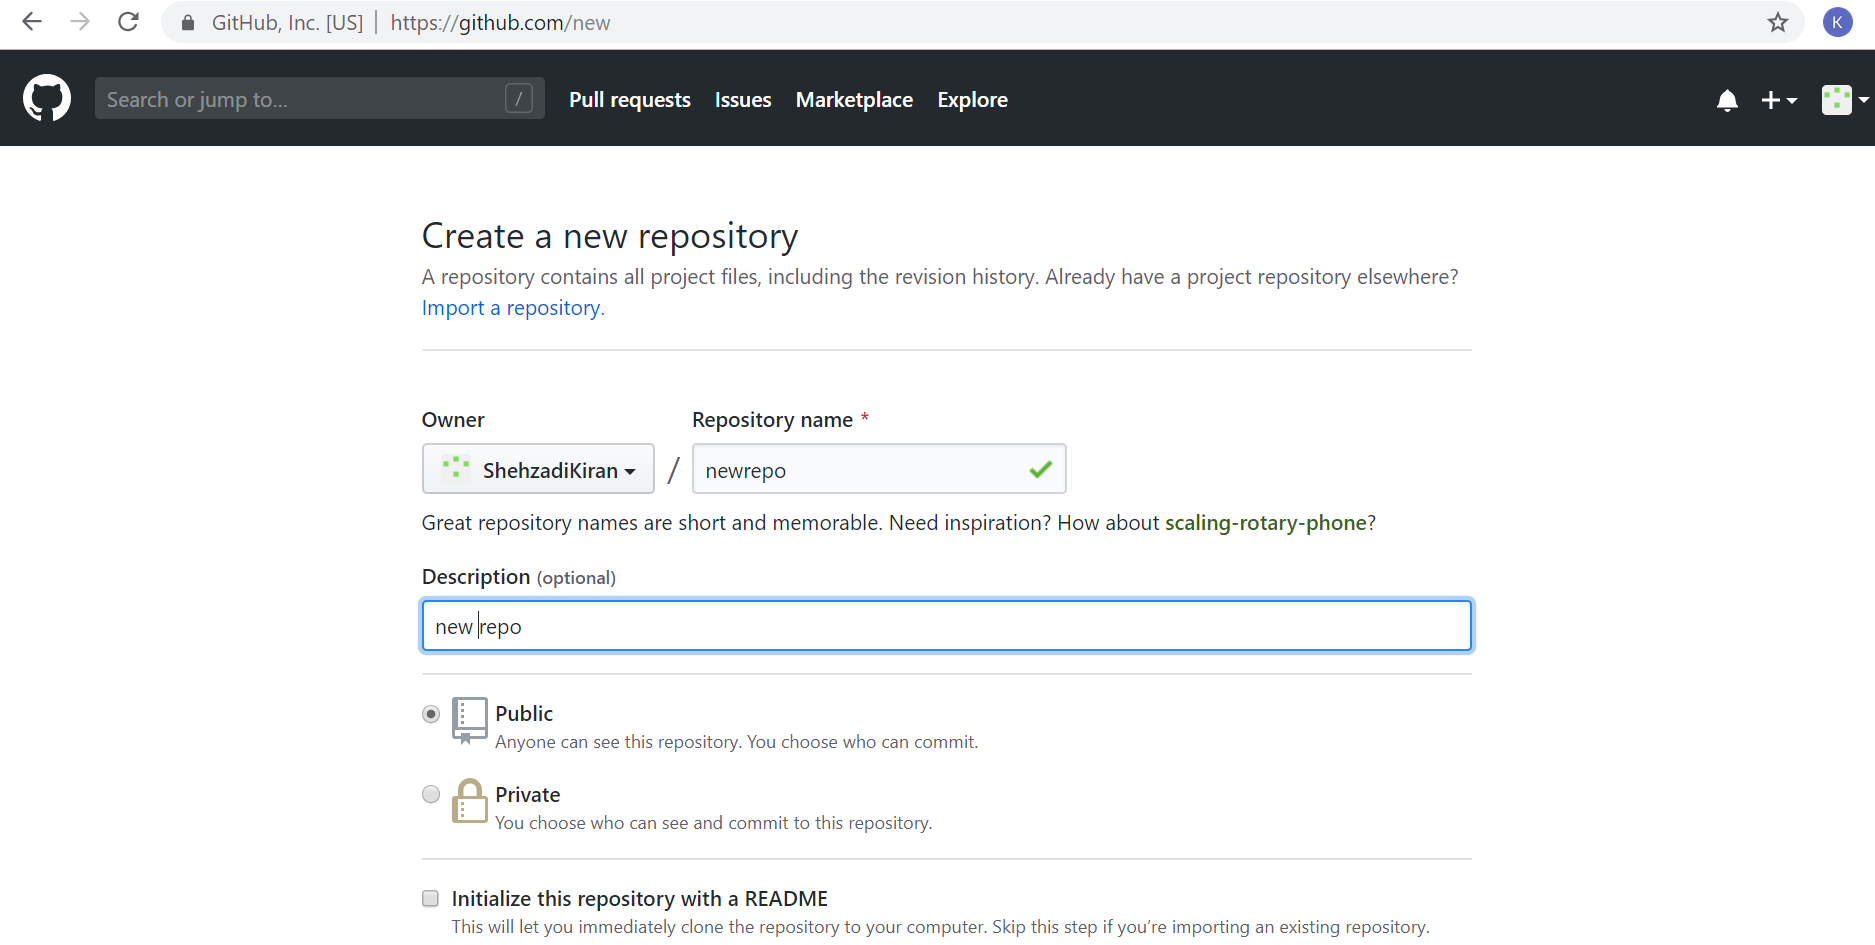 GitHub, Inc. [US] | https://github.com/new
K
Search or jump to... /
Pull requests Issues Marketplace Explore
Create a new repository
A repository contains all project files, including the revision history. Already have a project repository elsewhere?
Import a repository.
Owner Repository name *
ShehzadiKiran / newrepo
Great repository names are short and memorable. Need inspiration? How about scaling-rotary-phone?
Description (optional)
new repo
Public
Anyone can see this repository. You choose who can commit.
Private
You choose who can see and commit to this repository.
Initialize this repository with a README
This will let you immediately clone the repository to your computer. Skip this step if you’re importing an existing repository.